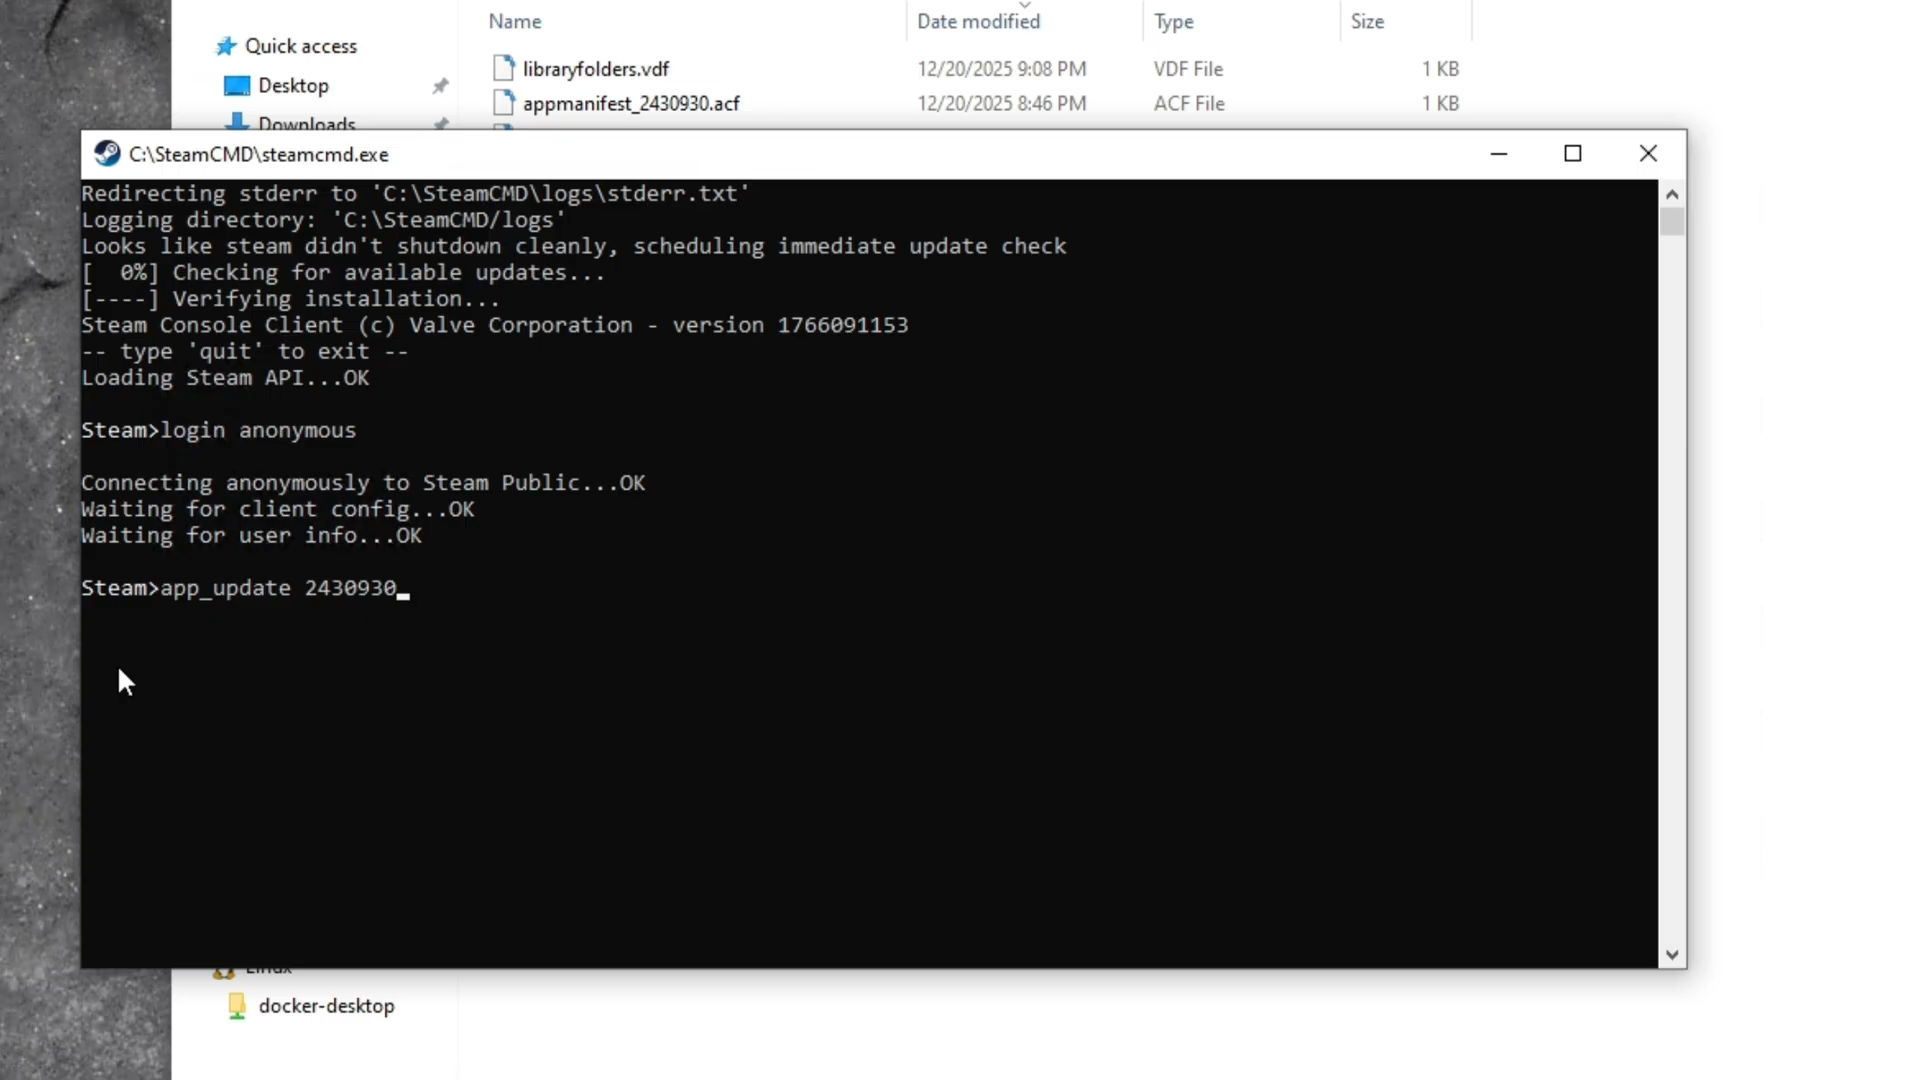 Name Date modified Type Size
Quick access
libraryfolders.vdf 12/20/2025 9:08 PM VDF File 1 KB
Desktop
appmanifest_2430930.acf 12/20/2025 8:46 PM ACF File 1 KB
Downloads
C:\SteamCMD\steamcmd.exe
Redirecting stderr to 'C:\SteamCMD\logs\stderr.txt'
Logging directory: 'C:\SteamCMD/logs'
Looks like steam didn't shutdown cleanly, scheduling immediate update check
[  0%] Checking for available updates...
[----] Verifying installation...
Steam Console Client (c) Valve Corporation - version 1766091153
-- type 'quit' to exit --
Loading Steam API...OK
Steam>login anonymous
Connecting anonymously to Steam Public...OK
Waiting for client config...OK
Waiting for user info...OK
Steam>app_update 2430930
Linux
docker-desktop